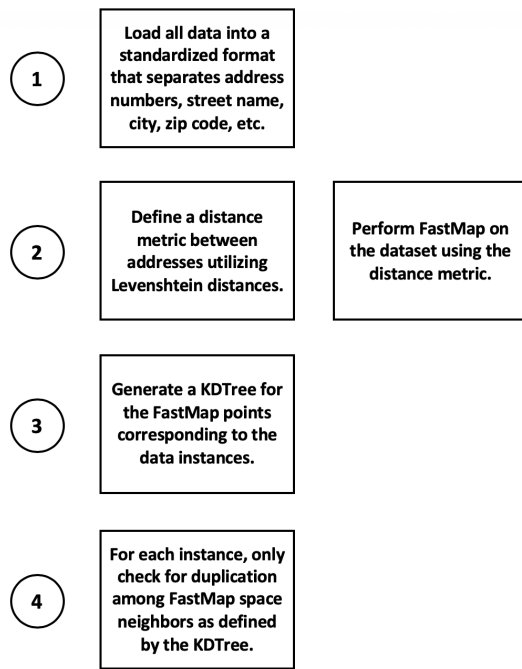 1
Load all data into a
standardized format
that separates address
numbers, street name,
city, zip code, etc.
2
Define a distance
metric between
addresses utilizing
Levenshtein distances.
Perform FastMap on
the dataset using the
distance metric.
3
Generate a KDTree for
the FastMap points
corresponding to the
data instances.
4
For each instance, only
check for duplication
among FastMap space
neighbors as defined
by the KDTree.